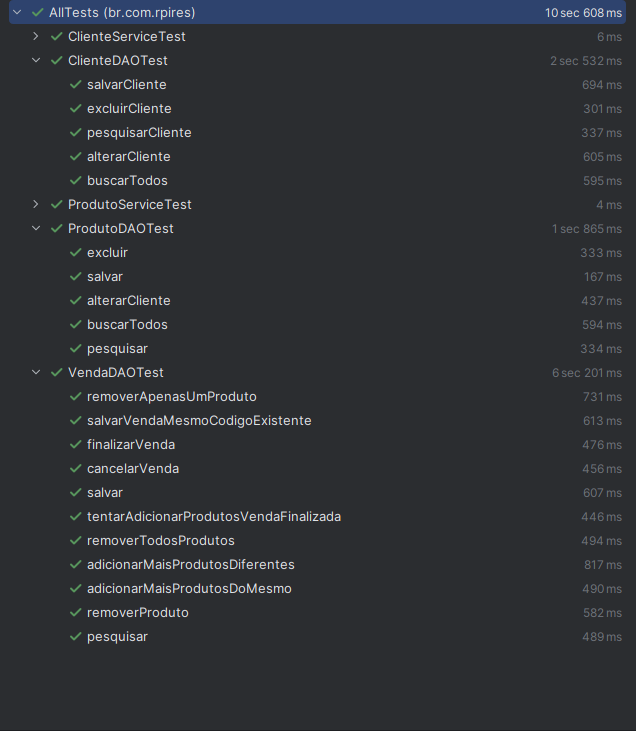 AllTests (br.com.rpires) 10 sec 608 ms
ClienteServiceTest 6 ms
ClienteDAOTest 2 sec 532 ms
salvarCliente 694 ms
excluirCliente 301 ms
pesquisarCliente 337 ms
alterarCliente 605 ms
buscarTodos 595 ms
ProdutoServiceTest 4 ms
ProdutoDAOTest 1 sec 865 ms
excluir 333 ms
salvar 167 ms
alterarCliente 437 ms
buscarTodos 594 ms
pesquisar 334 ms
VendaDAOTest 6 sec 201 ms
removerApenasUmProduto 731 ms
salvarVendaMesmoCodigoExistente 613 ms
finalizarVenda 476 ms
cancelarVenda 456 ms
salvar 607 ms
tentarAdicionarProdutosVendaFinalizada 446 ms
removerTodosProdutos 494 ms
adicionarMaisProdutosDiferentes 817 ms
adicionarMaisProdutosDoMesmo 490 ms
removerProduto 582 ms
pesquisar 489 ms